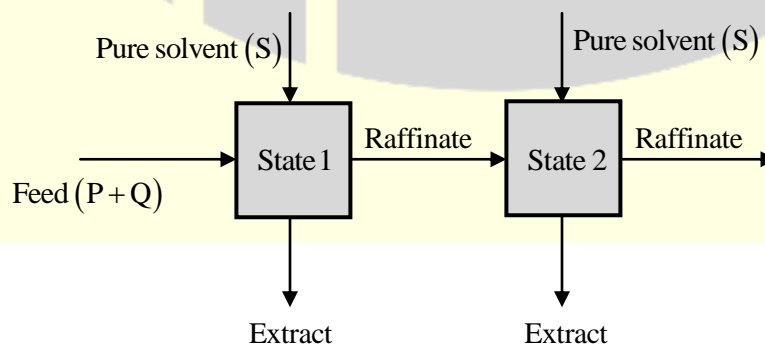 Pure solvent (S)
Pure solvent (S)
Feed (P + Q)
State 1
Raffinate
State 2
Raffinate
Extract
Extract